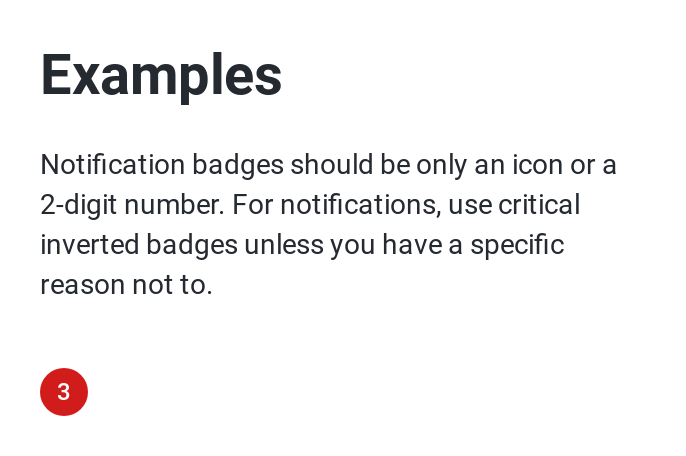 Examples
Notification badges should be only an icon or a
2-digit number. For notifications, use critical
inverted badges unless you have a specific
reason not to.
3